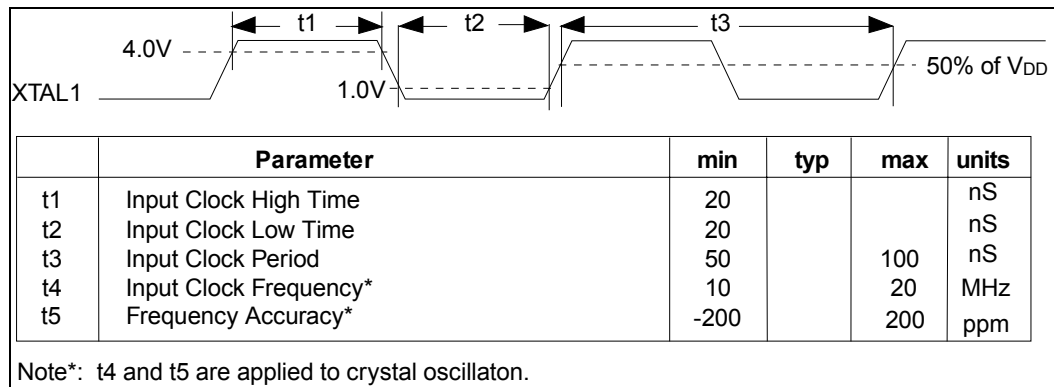 t1 t2 t3
4.0V
50% of VDD
XTAL1
1.0V
Parameter min typ max units
t1 Input Clock High Time 20 nS
t2 Input Clock Low Time 20 nS
t3 Input Clock Period 50 100 nS
t4 Input Clock Frequency* 10 20 MHz
t5 Frequency Accuracy* -200 200 ppm
Note*: t4 and t5 are applied to crystal oscillaton.